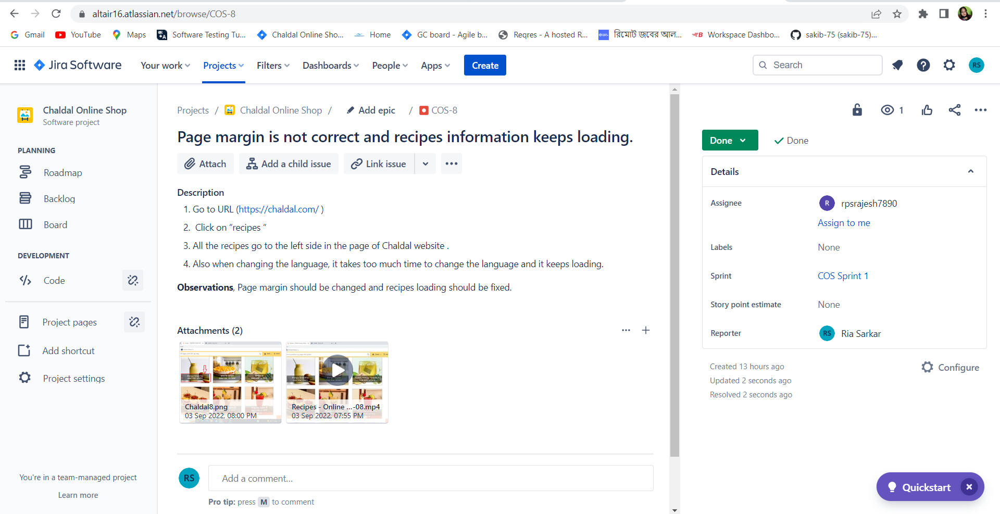 altair16.atlassian.net/browse/COS-8
Gmail
YouTube
Maps
Software Testing Tu...
Chaldal Online Sho...
Home
GC board - Agile b...
Reqres - A hosted R...
রিমোট জবের আল...
Workspace Dashbo...
sakib-75 (sakib-75)...
Jira Software
Your work
Projects
Filters
Dashboards
People
Apps
Create
Search
RS
Chaldal Online Shop
Software project
PLANNING
Roadmap
Backlog
Board
DEVELOPMENT
Code
Project pages
Add shortcut
Project settings
You're in a team-managed project
Learn more
Projects / Chaldal Online Shop / Add epic / COS-8
Page margin is not correct and recipes information keeps loading.
Attach
Add a child issue
Link issue
Description
1. Go to URL (https://chaldal.com/ )
2. Click on “recipes “
3. All the recipes go to the left side in the page of Chaldal website .
4. Also when changing the language, it takes too much time to change the language and it keeps loading.
Observations, Page margin should be changed and recipes loading should be fixed.
Attachments (2)
Chaldal8.png
03 Sep 2022, 08:00 PM
Recipes - Online ...-08.mp4
03 Sep 2022, 07:55 PM
RS
Add a comment...
Pro tip: press M to comment
1
Done
Done
Details
Assignee
R
rpsrajesh7890
Assign to me
Labels
None
Sprint
COS Sprint 1
Story point estimate
None
Reporter
RS
Ria Sarkar
Created 13 hours ago
Updated 2 seconds ago
Resolved 2 seconds ago
Configure
Quickstart